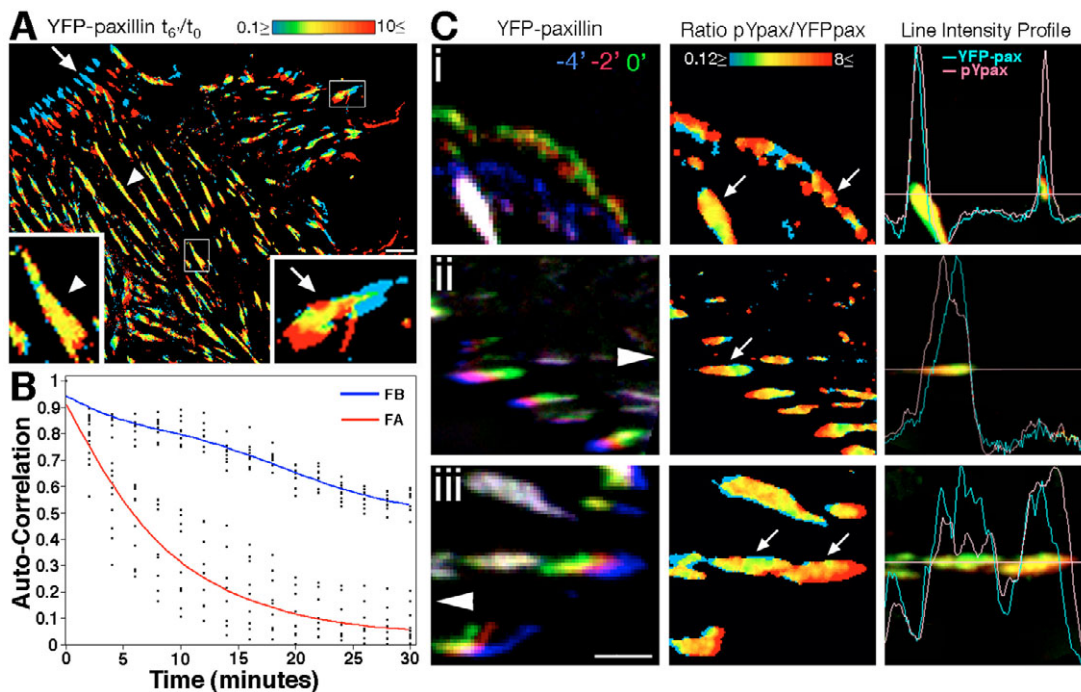 A
YFP-paxillin t6'/t0
0.1≥
10≤
B
1
0.9
0.8
0.7
0.6
0.5
0.4
0.3
0.2
0.1
0
Auto-Correlation
FB
FA
0 5 10 15 20 25 30
Time (minutes)
C
YFP-paxillin
Ratio pYpax/YFPpax
Line Intensity Profile
i
-4' -2' 0'
0.12≥
8≤
YFP-pax
pYpax
ii
iii